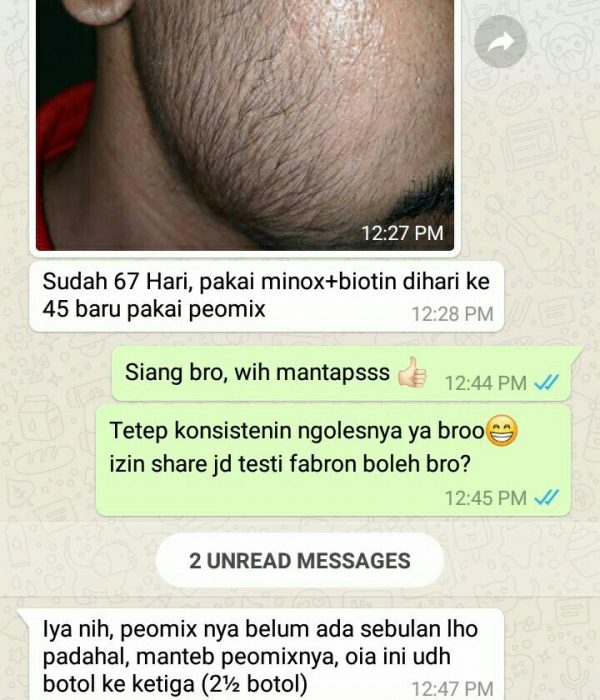 12:27 PM
Sudah 67 Hari, pakai minox+biotin dihari ke
45 baru pakai peomix
12:28 PM
Siang bro, wih mantapsss 👍🏻
12:44 PM
Tetep konsistenin ngolesnya ya broo😁
izin share jd testi fabron boleh bro?
12:45 PM
2 UNREAD MESSAGES
Iya nih, peomix nya belum ada sebulan lho
padahal, manteb peomixnya, oia ini udh
botol ke ketiga (2½ botol)
12:47 PM